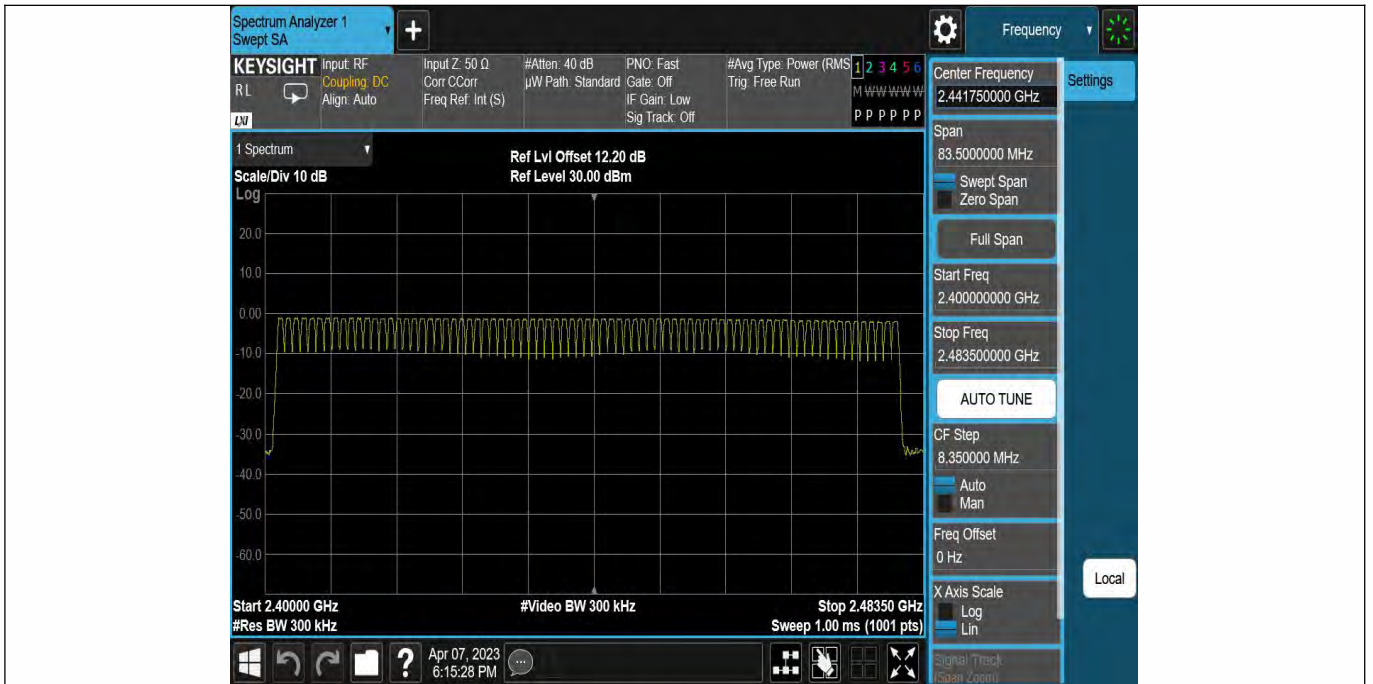 Spectrum Analyzer 1
Swept SA
Frequency
KEYSIGHT
RL
LXI
Input: RF
Coupling: DC
Align: Auto
Input Z: 50 Ω
Corr CCorr
Freq Ref: Int (S)
#Atten: 40 dB
µW Path: Standard
PNO: Fast
Gate: Off
IF Gain: Low
Sig Track: Off
#Avg Type: Power (RMS
Trig: Free Run
1 2 3 4 5 6
M W W W W W
P P P P P P
Center Frequency
2.441750000 GHz
Settings
Span
83.5000000 MHz
Swept Span
Zero Span
Full Span
Start Freq
2.400000000 GHz
Stop Freq
2.483500000 GHz
AUTO TUNE
CF Step
8.350000 MHz
Auto
Man
Freq Offset
0 Hz
X Axis Scale
Log
Lin
Signal Track
(Span Zoom)
Local
1 Spectrum
Scale/Div 10 dB
Ref Lvl Offset 12.20 dB
Ref Level 30.00 dBm
Log
20.0
10.0
0.00
-10.0
-20.0
-30.0
-40.0
-50.0
-60.0
Start 2.40000 GHz
#Video BW 300 kHz
Stop 2.48350 GHz
#Res BW 300 kHz
Sweep 1.00 ms (1001 pts)
?
Apr 07, 2023
6:15:28 PM